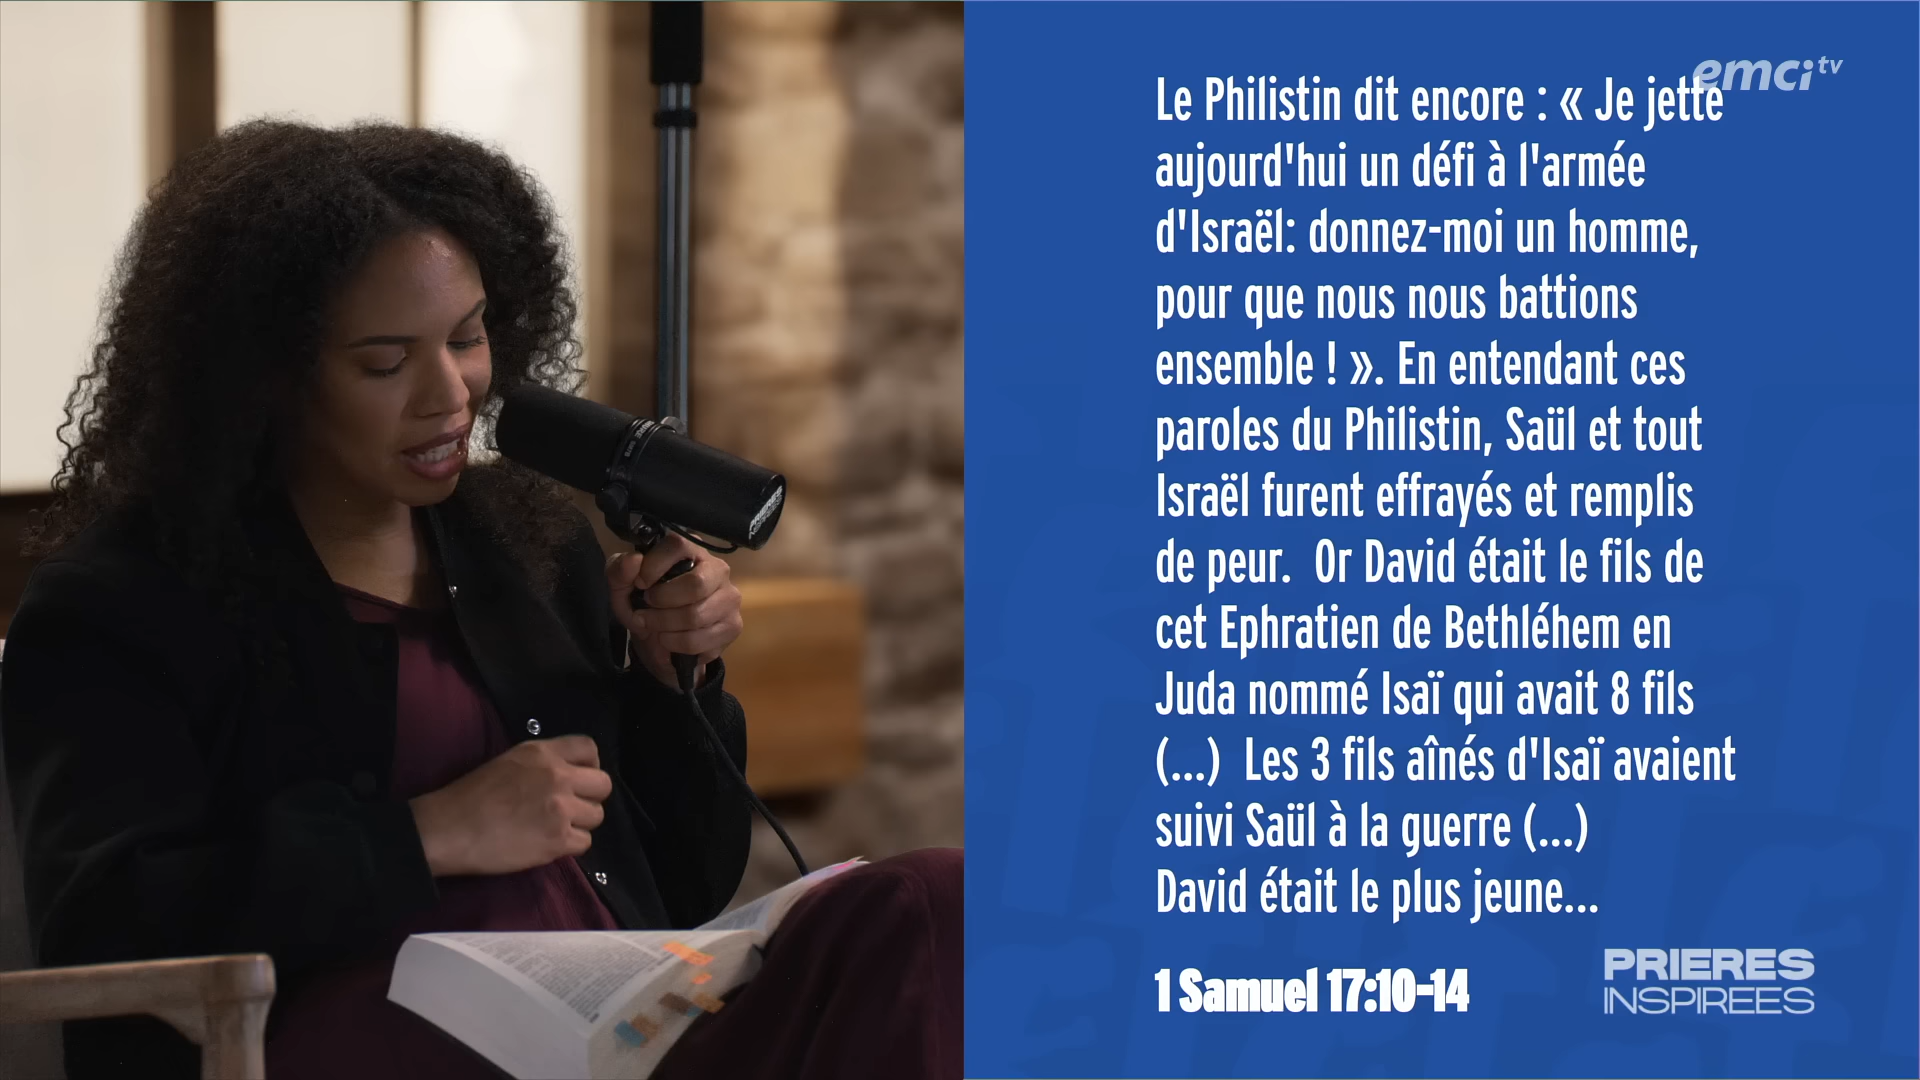 emci tv
Le Philistin dit encore : « Je jette
aujourd'hui un défi à l'armée
d'Israël: donnez-moi un homme,
pour que nous nous battions
ensemble ! ». En entendant ces
paroles du Philistin, Saül et tout
Israël furent effrayés et remplis
de peur.  Or David était le fils de
cet Ephratien de Bethléhem en
Juda nommé Isaï qui avait 8 fils
(...)  Les 3 fils aînés d'Isaï avaient
suivi Saül à la guerre (...)
David était le plus jeune...
1 Samuel 17:10-14
PRIERES
INSPIREES
PRIERES
INSPIREES